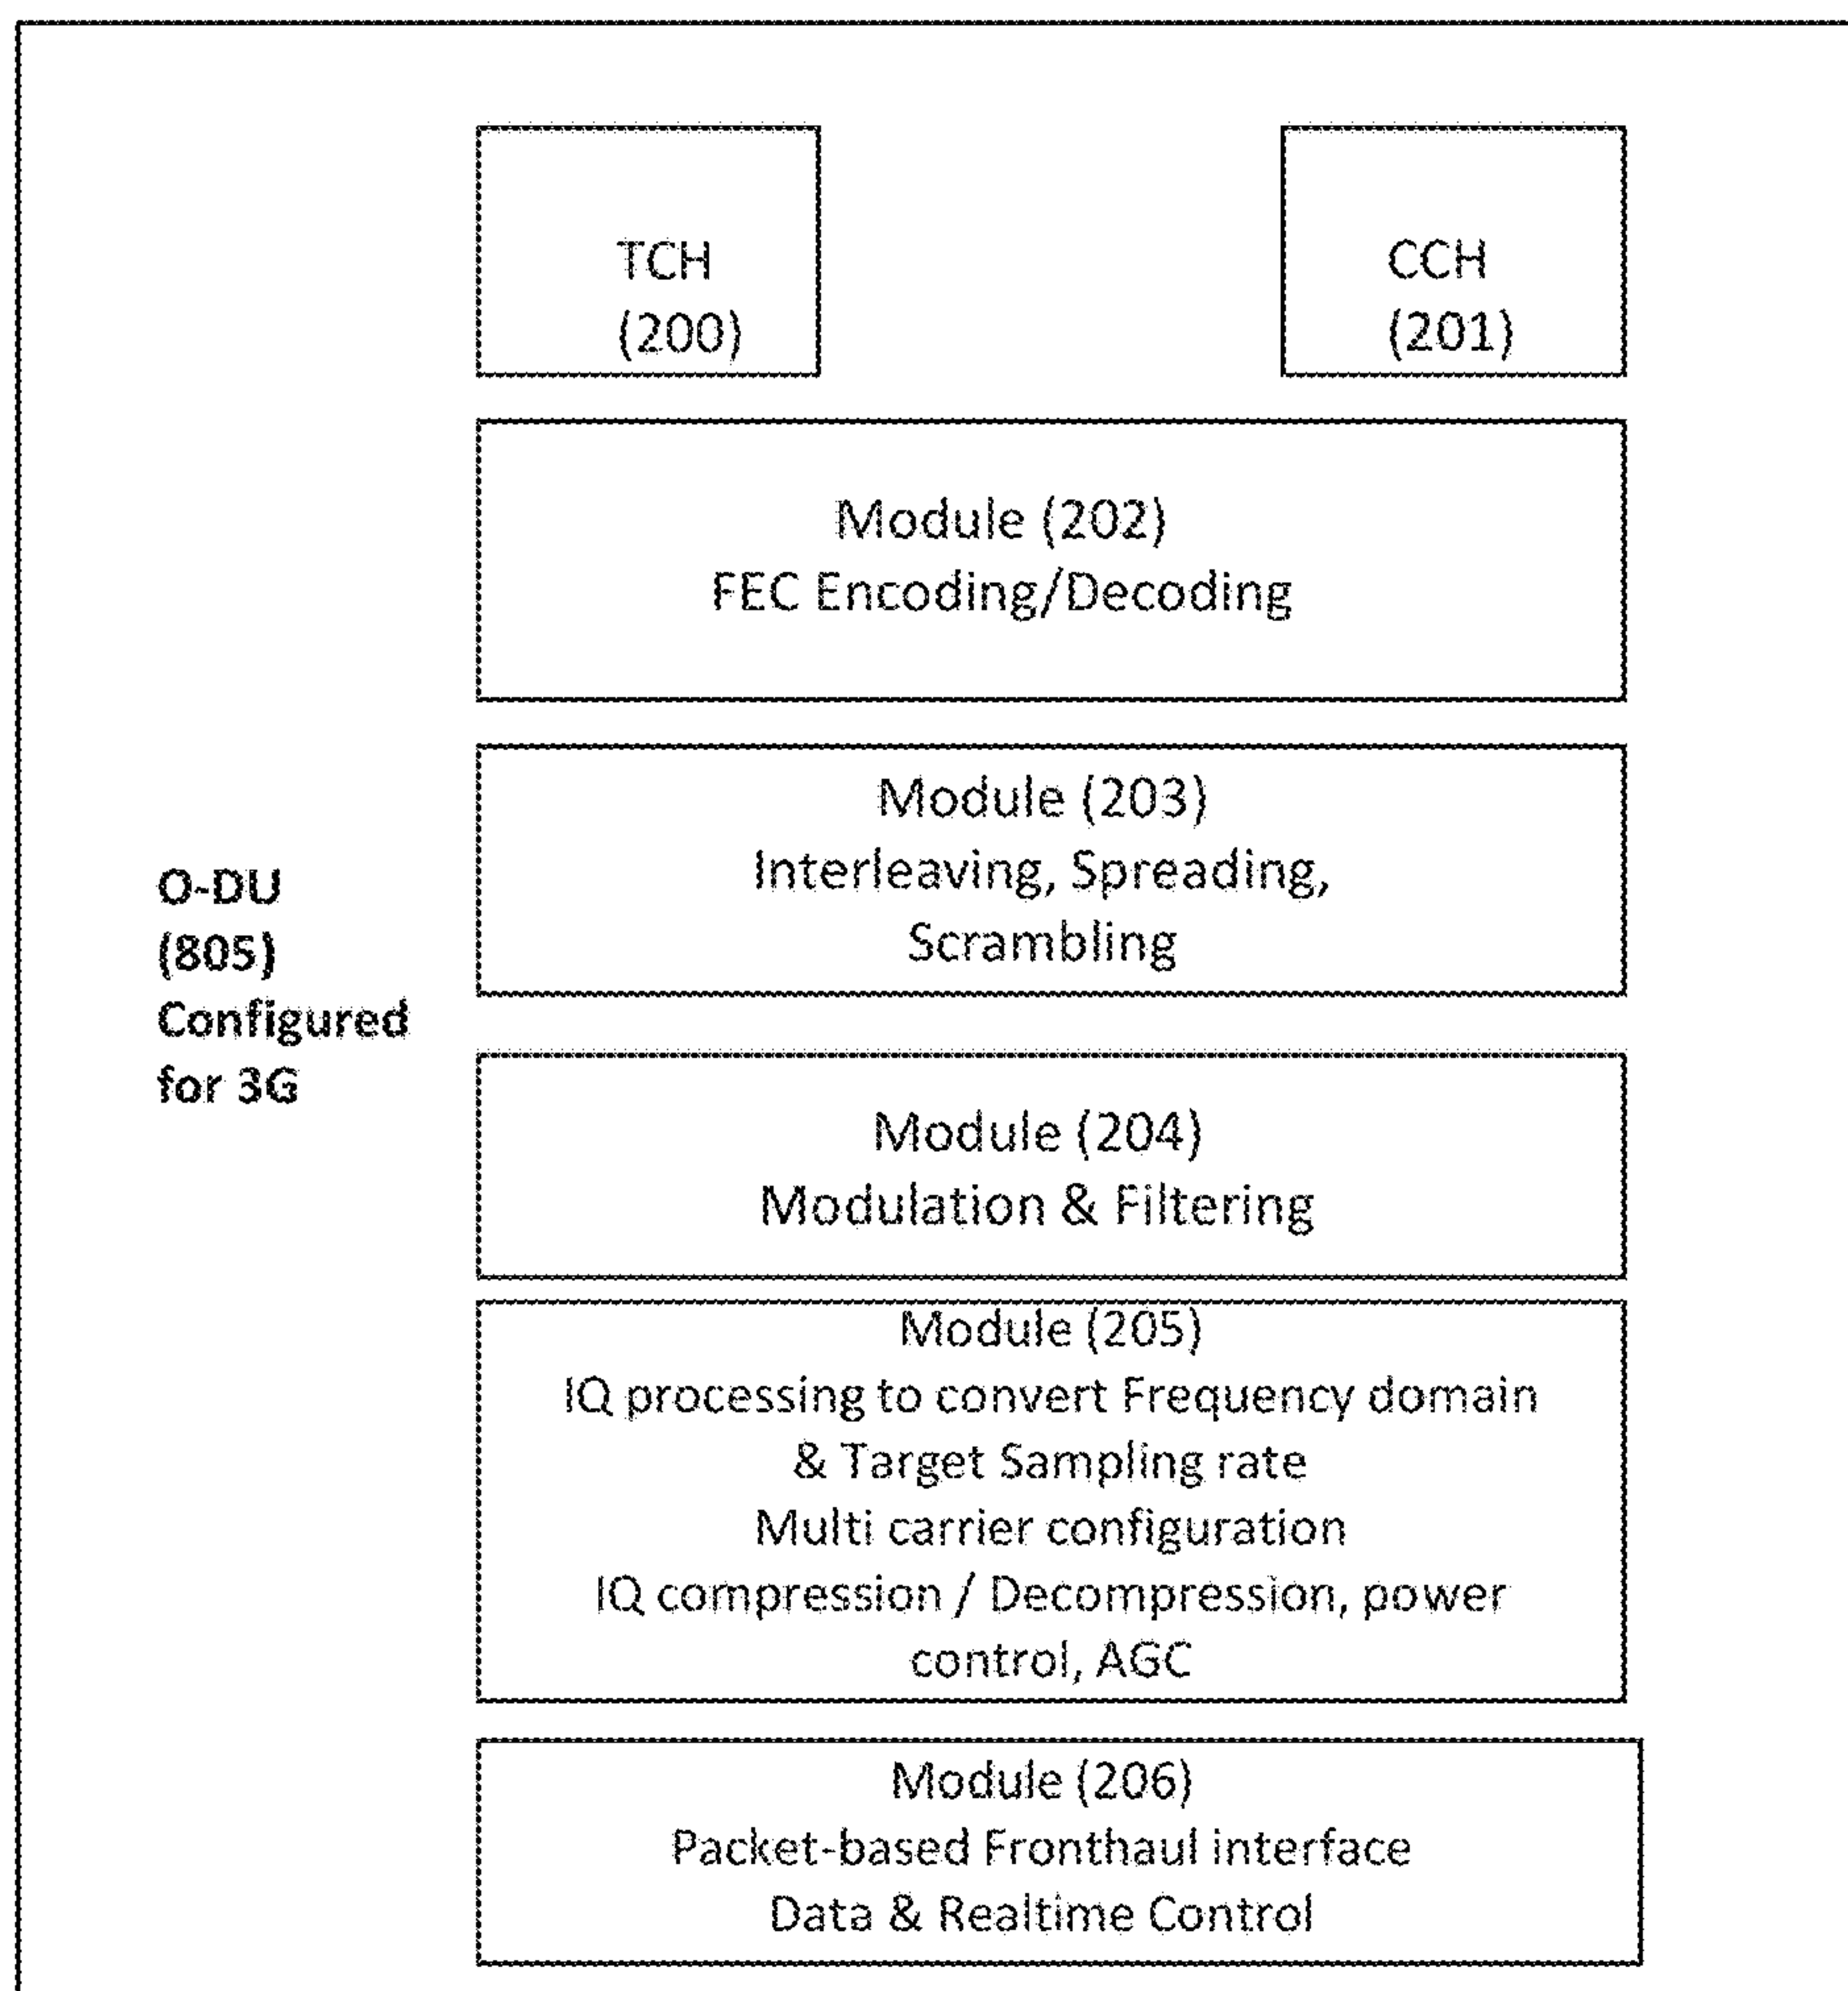 TCH
(200)
CCH
(201)
Module (202)
FEC Encoding/Decoding
Module (203)
Interleaving, Spreading,
Scrambling
O-DU
(805)
Configured
for 3G
Module (204)
Modulation & Filtering
Module (205)
IQ processing to convert Frequency domain
& Target Sampling rate
Multi carrier configuration
IQ compression / Decompression, power
control, AGC
Module (206)
Packet-based Fronthaul interface
Data & Realtime Control